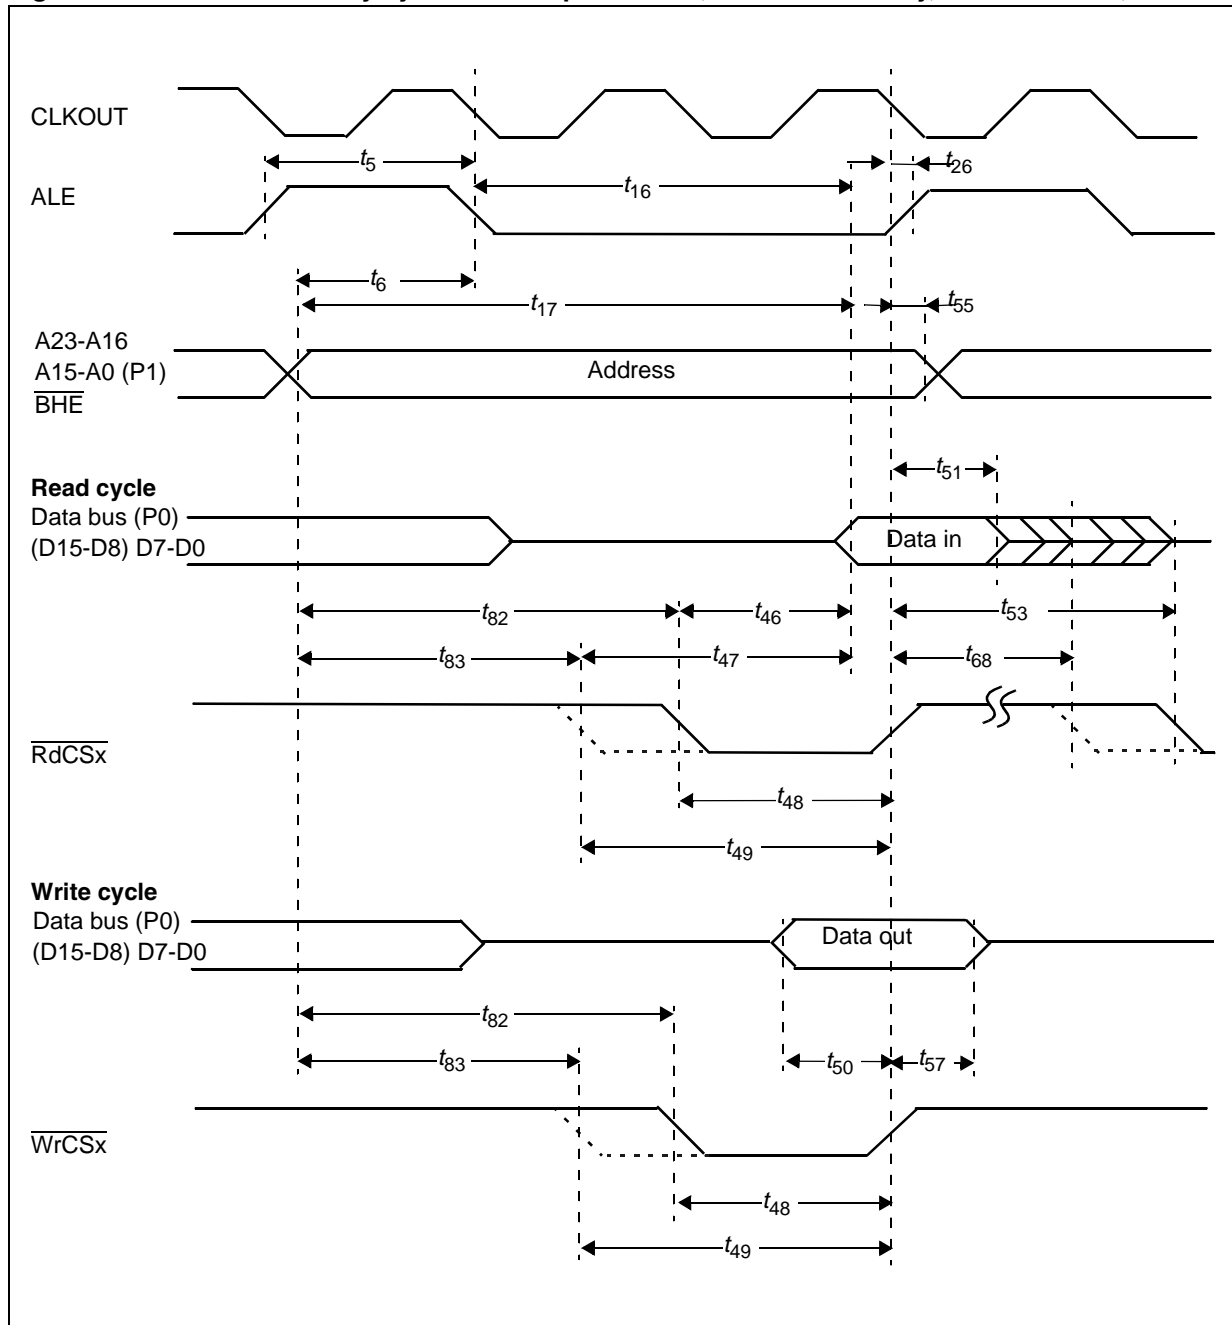 CLKOUT
t5
t26
ALE
t16
t6
t17
t55
A23-A16
A15-A0 (P1)
Address
BHE
t51
Read cycle
Data bus (P0)
(D15-D8) D7-D0
Data in
t82
t46
t53
t83
t47
t68
RdCSx
t48
t49
Write cycle
Data bus (P0)
(D15-D8) D7-D0
Data out
t82
t83
t50
t57
WrCSx
t48
t49